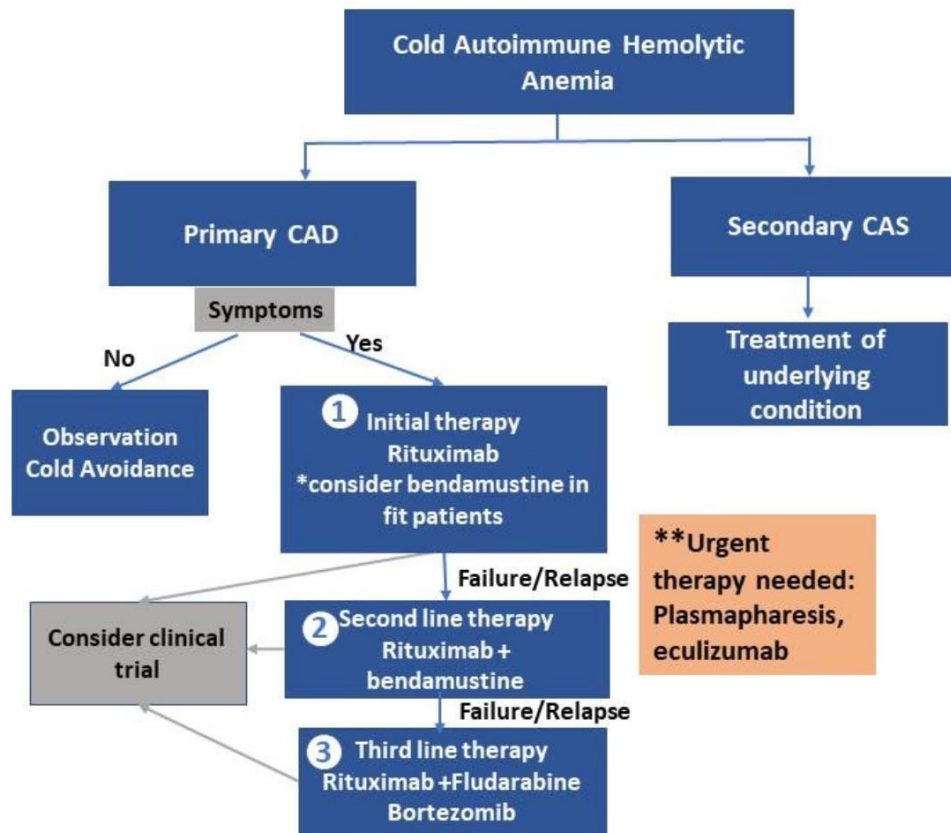 Cold Autoimmune Hemolytic
Anemia
Primary CAD
Secondary CAS
Symptoms
No
Yes
Treatment of
underlying
condition
Observation
Cold Avoidance
1
Initial therapy
Rituximab
*consider bendamustine in
fit patients
**Urgent
therapy needed:
Plasmapharesis,
eculizumab
Failure/Relapse
Consider clinical
trial
2
Second line therapy
Rituximab +
bendamustine
Failure/Relapse
3
Third line therapy
Rituximab +Fludarabine
Bortezomib